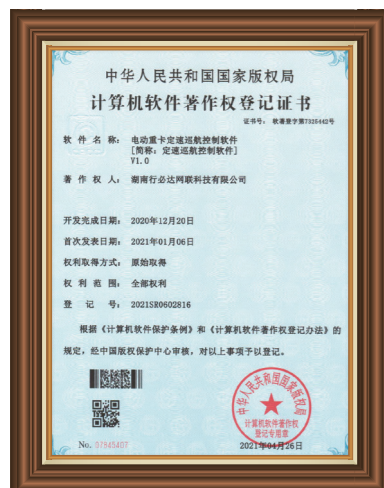 中华人民共和国国家版权局
计算机软件著作权登记证书
证书号： 软著登字第7325442号
软 件 名 称： 电动重卡定速巡航控制软件
[简称：定速巡航控制软件]
V1.0
著 作 权 人： 湖南行必达网联科技有限公司
开发完成日期： 2020年12月20日
首次发表日期： 2021年01月06日
权利取得方式： 原始取得
权 利 范 围： 全部权利
登 记 号： 2021SR0602816
根据《计算机软件保护条例》和《计算机软件著作权登记办法》的
规定，经中国版权保护中心审核，对以上事项予以登记。
中华人民共和国国家版权局
计算机软件著作权
登记专用章
No. 07845407
2021年04月26日